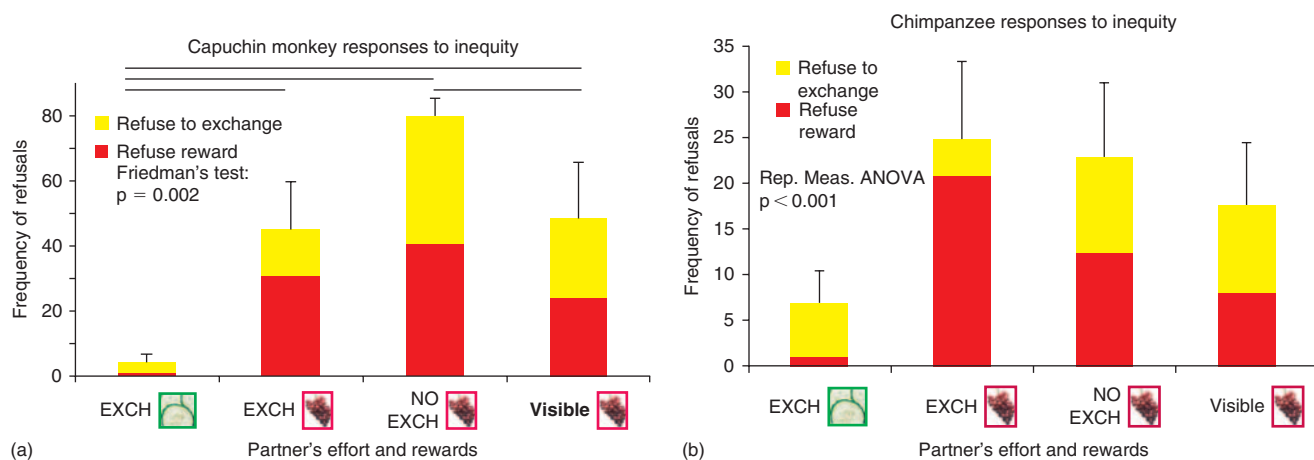 Capuchin monkey responses to inequity
80
60
40
20
0
Frequency of refusals
Refuse to exchange
Refuse reward
Friedman's test:
p = 0.002
EXCH
EXCH
NO
EXCH
Visible
(a)
Partner's effort and rewards
Chimpanzee responses to inequity
35
30
25
20
15
10
5
0
Frequency of refusals
Refuse to
exchange
Refuse
reward
Rep. Meas. ANOVA
p < 0.001
EXCH
EXCH
NO
EXCH
Visible
(b)
Partner's effort and rewards